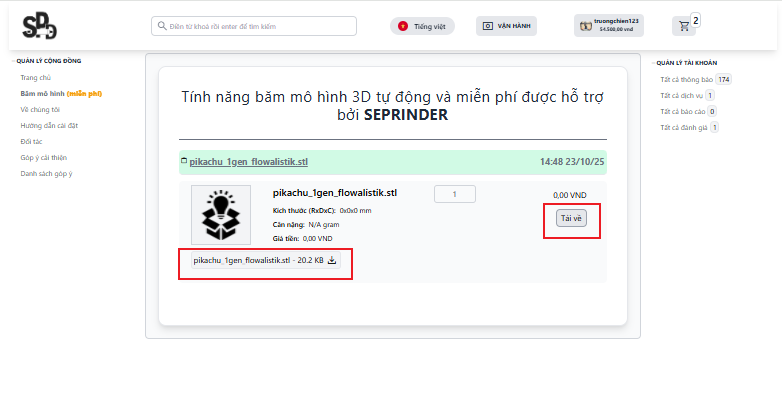 SDD
Điền từ khoá rồi enter để tìm kiếm
Tiếng việt
VẬN HÀNH
truongchien123
54.500,00 vnd
2
QUẢN LÝ CỘNG ĐỒNG
Trang chủ
Băm mô hình (miễn phí)
Về chúng tôi
Hướng dẫn cài đặt
Đối tác
Góp ý cải thiện
Danh sách góp ý
Tính năng băm mô hình 3D tự động và miễn phí được hỗ trợ
bởi SEPRINDER
pikachu_1gen_flowalistik.stl
14:48 23/10/25
pikachu_1gen_flowalistik.stl
1
0,00 VND
Kích thước (RxDxC): 0x0x0 mm
Tải về
Cân nặng: N/A gram
Giá tiền: 0,00 VND
pikachu_1gen_flowalistik.stl - 20.2 KB
QUẢN LÝ TÀI KHOẢN
Tất cả thông báo 174
Tất cả dịch vụ 1
Tất cả báo cáo 0
Tất cả đánh giá 1